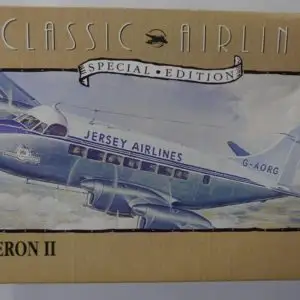 CLASSIC AIRLIN
SPECIAL • EDITION
JERSEY AIRLINES
G-AORG
ERON II